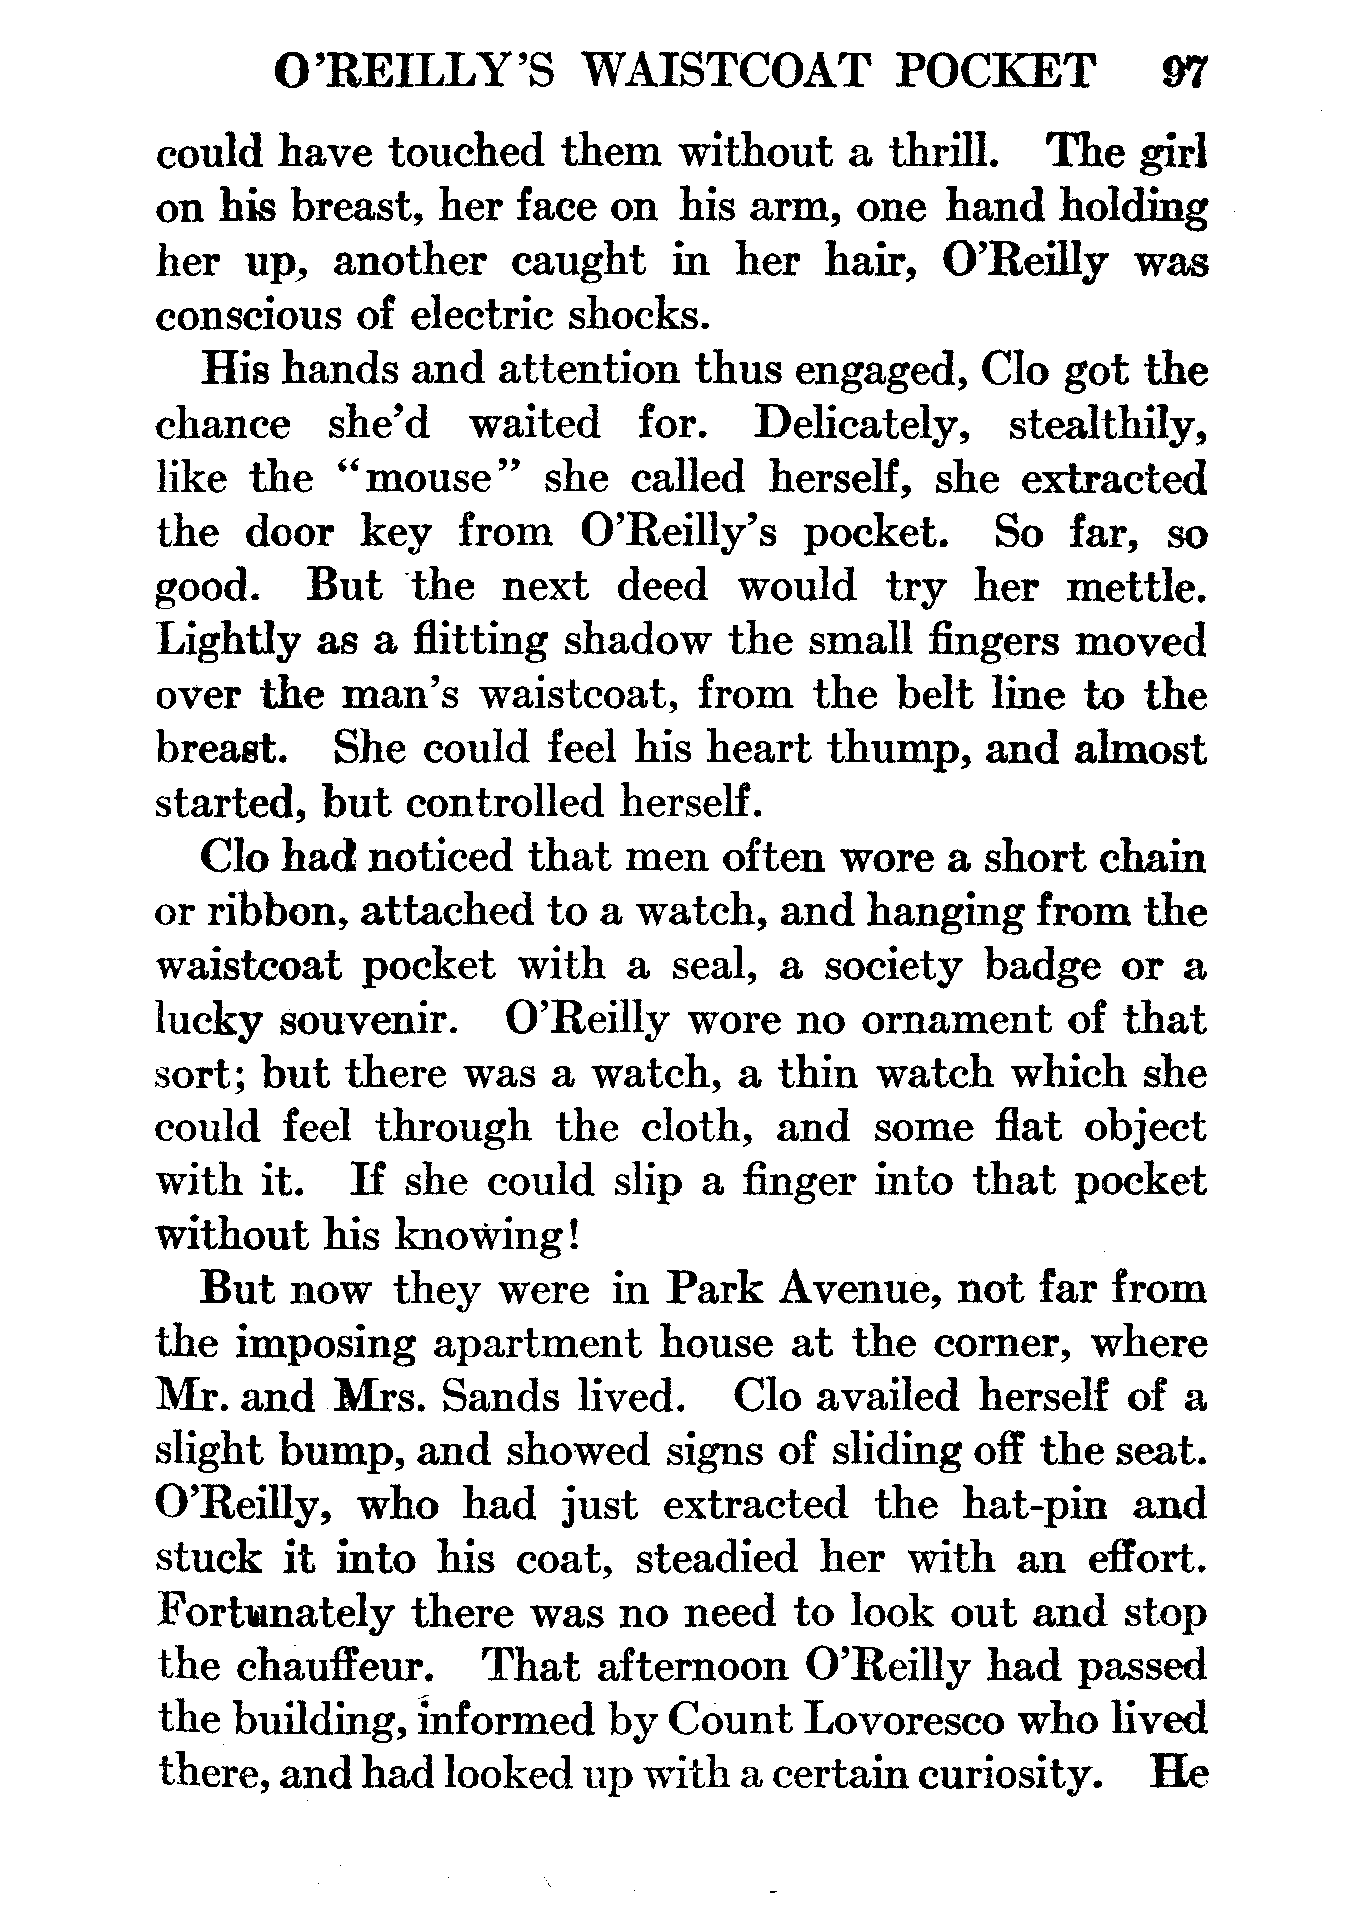 O'REILLY'S WAISTCOAT POCKET 97
could have touched them without a thrill. The girl
on his breast, her face on his arm, one hand holding
her up, another caught in her hair, O'Reilly was
conscious of electric shocks.
His hands and attention thus engaged, Clo got the
chance she'd waited for. Delicately, stealthily,
like the "mouse" she called herself, she extracted
the door key from O'Reilly's pocket. So far, so
good. But the next deed would try her mettle.
Lightly as a flitting shadow the small fingers moved
over the man's waistcoat, from the belt line to the
breast. She could feel his heart thump, and almost
started, but controlled herself.
Clo had noticed that men often wore a short chain
or ribbon, attached to a watch, and hanging from the
waistcoat pocket with a seal, a society badge or a
lucky souvenir. O'Reilly wore no ornament of that
sort; but there was a watch, a thin watch which she
could feel through the cloth, and some flat object
with it. If she could slip a finger into that pocket
without his knowing!
But now they were in Park Avenue, not far from
the imposing apartment house at the corner, where
Mr. and Mrs. Sands lived. Clo availed herself of a
slight bump, and showed signs of sliding off the seat.
O'Reilly, who had just extracted the hat-pin and
stuck it into his coat, steadied her with an effort.
Fortunately there was no need to look out and stop
the chauffeur. That afternoon O'Reilly had passed
the building, informed by Count Lovoresco who lived
there, and had looked up with a certain curiosity. He